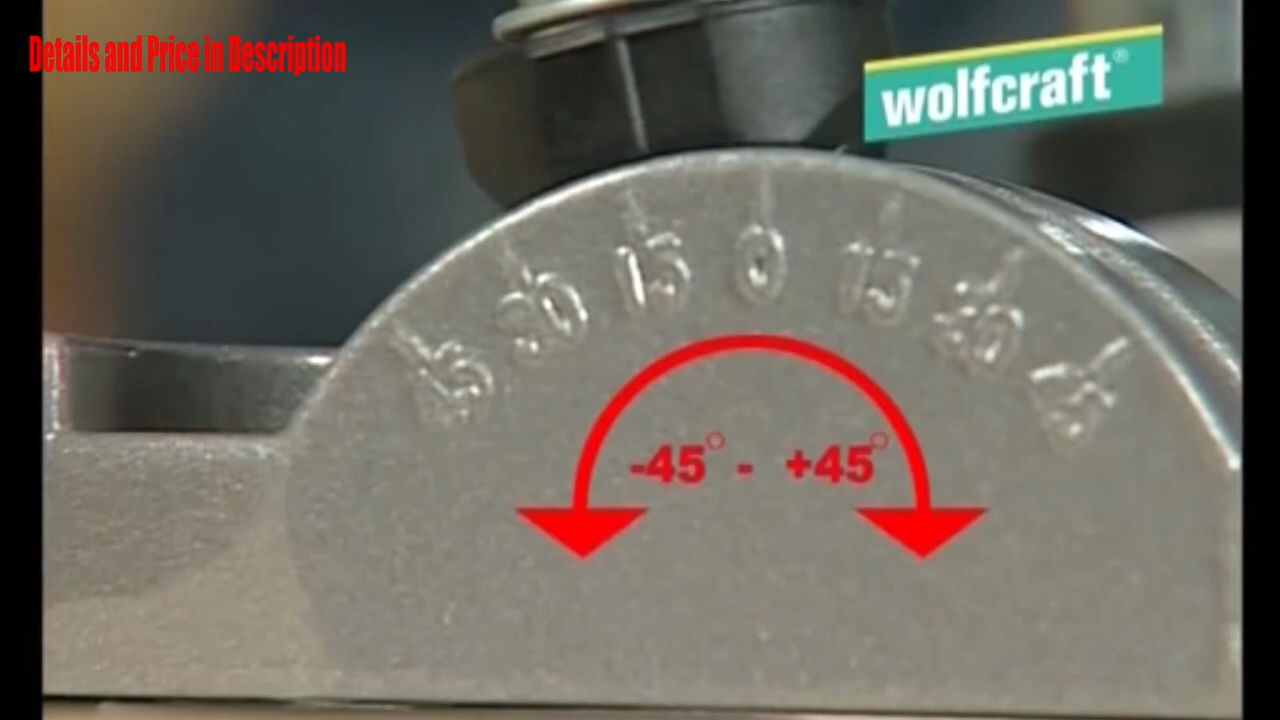 Details and Price in Description
wolfcraft®
45 30 15 0 15 30 45
-45° - +45°